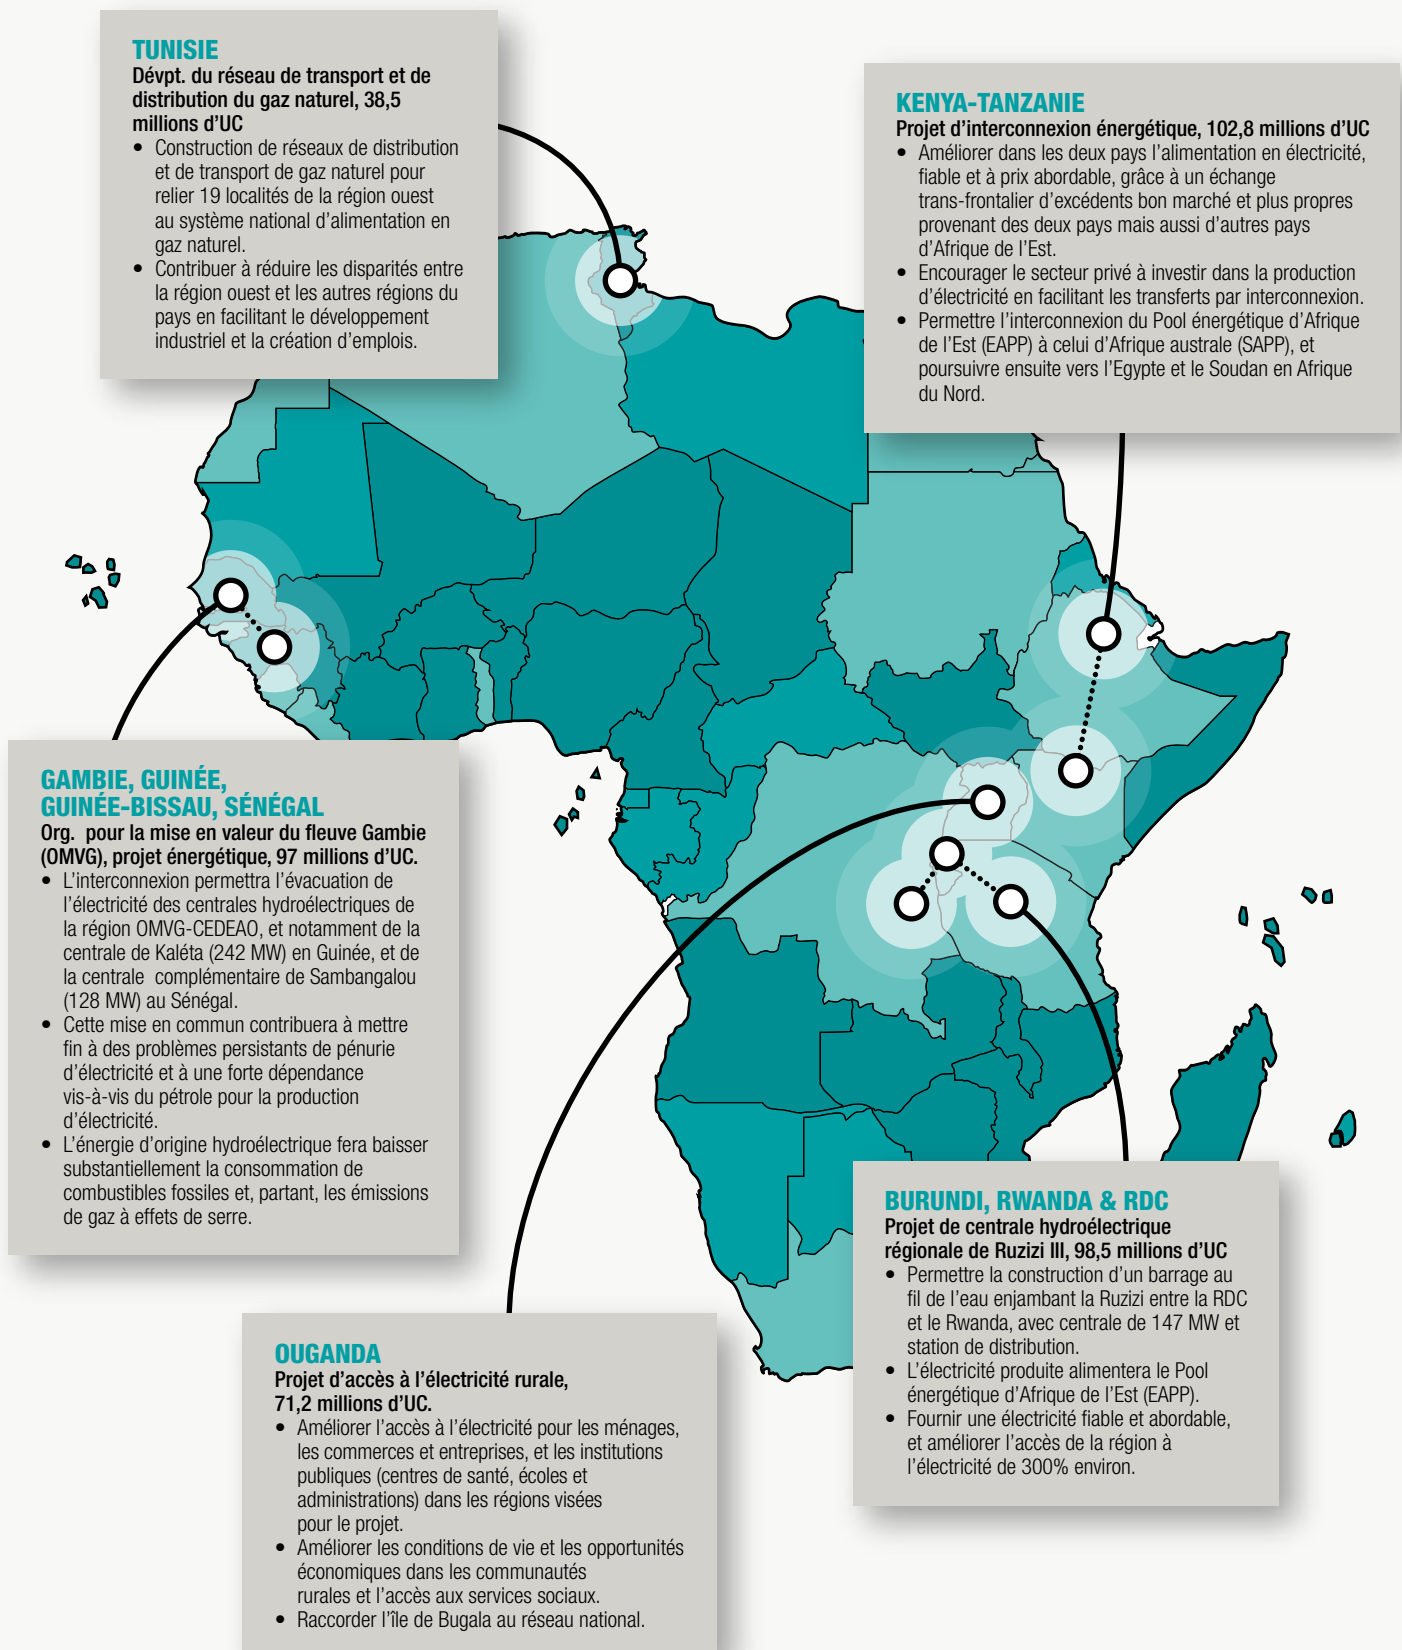 TUNISIE
Dévpt. du réseau de transport et de
distribution du gaz naturel, 38,5
millions d’UC
• Construction de réseaux de distribution
et de transport de gaz naturel pour
relier 19 localités de la région ouest
au système national d’alimentation en
gaz naturel.
• Contribuer à réduire les disparités entre
la région ouest et les autres régions du
pays en facilitant le développement
industriel et la création d’emplois.
KENYA-TANZANIE
Projet d’interconnexion énergétique, 102,8 millions d’UC
• Améliorer dans les deux pays l’alimentation en électricité,
fiable et à prix abordable, grâce à un échange
trans-frontalier d’excédents bon marché et plus propres
provenant des deux pays mais aussi d’autres pays
d’Afrique de l’Est.
• Encourager le secteur privé à investir dans la production
d’électricité en facilitant les transferts par interconnexion.
• Permettre l’interconnexion du Pool énergétique d’Afrique
de l’Est (EAPP) à celui d’Afrique australe (SAPP), et
poursuivre ensuite vers l’Egypte et le Soudan en Afrique
du Nord.
GAMBIE, GUINÉE,
GUINÉE-BISSAU, SÉNÉGAL
Org. pour la mise en valeur du fleuve Gambie
(OMVG), projet énergétique, 97 millions d’UC.
• L’interconnexion permettra l’évacuation de
l’électricité des centrales hydroélectriques de
la région OMVG-CEDEAO, et notamment de la
centrale de Kaléta (242 MW) en Guinée, et de
la centrale complémentaire de Sambangalou
(128 MW) au Sénégal.
• Cette mise en commun contribuera à mettre
fin à des problèmes persistants de pénurie
d’électricité et à une forte dépendance
vis-à-vis du pétrole pour la production
d’électricité.
• L’énergie d’origine hydroélectrique fera baisser
substantiellement la consommation de
combustibles fossiles et, partant, les émissions
de gaz à effets de serre.
BURUNDI, RWANDA & RDC
Projet de centrale hydroélectrique
régionale de Ruzizi III, 98,5 millions d’UC
• Permettre la construction d’un barrage au
fil de l’eau enjambant la Ruzizi entre la RDC
et le Rwanda, avec centrale de 147 MW et
station de distribution.
• L’électricité produite alimentera le Pool
énergétique d’Afrique de l’Est (EAPP).
• Fournir une électricité fiable et abordable,
et améliorer l’accès de la région à
l’électricité de 300% environ.
OUGANDA
Projet d’accès à l’électricité rurale,
71,2 millions d’UC.
• Améliorer l’accès à l’électricité pour les ménages,
les commerces et entreprises, et les institutions
publiques (centres de santé, écoles et
administrations) dans les régions visées
pour le projet.
• Améliorer les conditions de vie et les opportunités
économiques dans les communautés
rurales et l’accès aux services sociaux.
• Raccorder l’île de Bugala au réseau national.